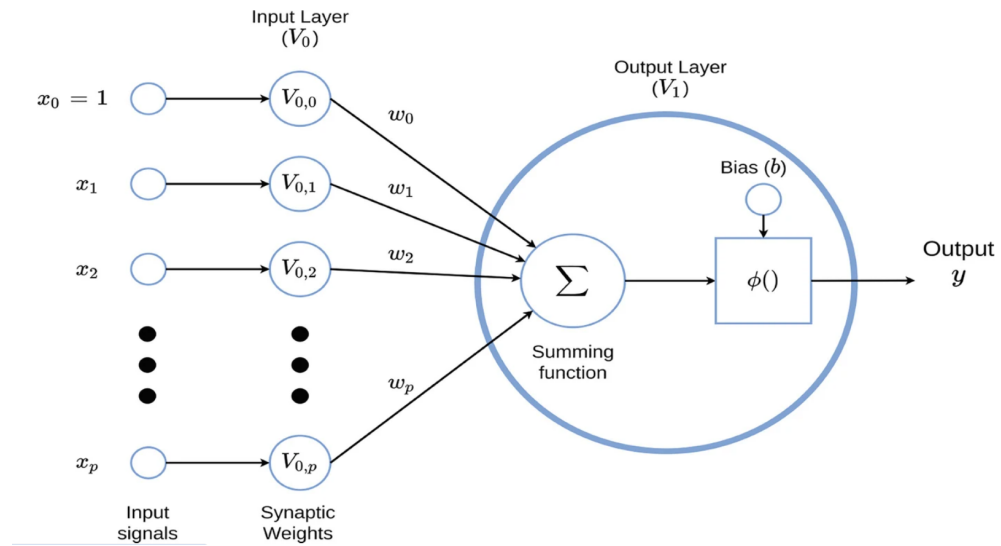 Input Layer
(V₀)
Output Layer
(V₁)
x₀ = 1
V₀,₀
w₀
x₁
V₀,₁
w₁
Bias (b)
x₂
V₀,₂
w₂
Σ
ϕ()
Output
y
Summing
function
wₚ
xₚ
V₀,ₚ
Input
signals
Synaptic
Weights